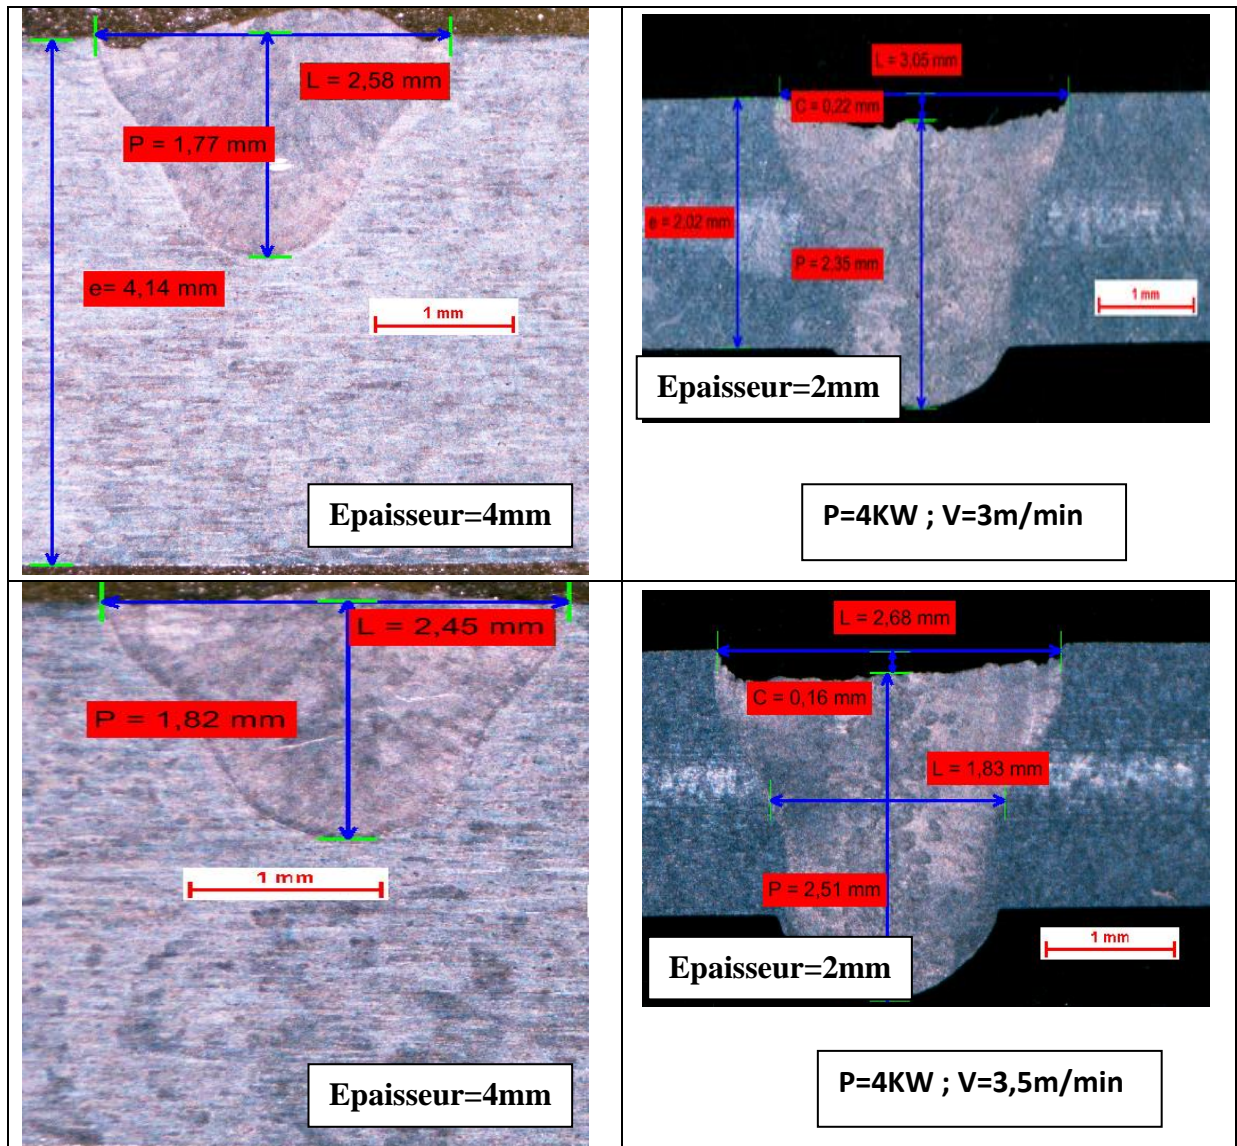 L = 2,58 mm
P = 1,77 mm
e= 4,14 mm
1 mm
Epaisseur=4mm
L = 3,05 mm
C = 0,22 mm
e = 2,02 mm
P = 2,35 mm
1 mm
Epaisseur=2mm
P=4KW ; V=3m/min
L = 2,45 mm
P = 1,82 mm
1 mm
Epaisseur=4mm
L = 2,68 mm
C = 0,16 mm
L = 1,83 mm
P = 2,51 mm
1 mm
Epaisseur=2mm
P=4KW ; V=3,5m/min